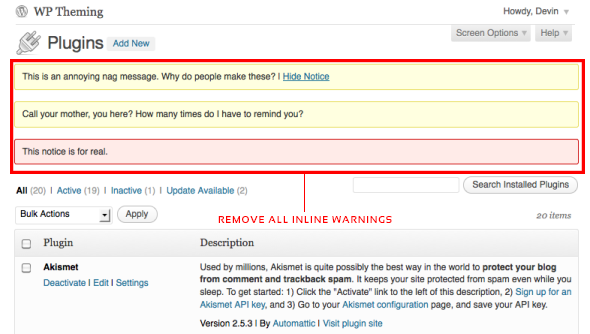 WP Theming
Howdy, Devin
Screen Options Help
Plugins Add New
This is an annoying nag message. Why do people make these? | Hide Notice
Call your mother, you here? How many times do I have to remind you?
This notice is for real.
All (20) | Active (19) | Inactive (1) | Update Available (2)
Search Installed Plugins
Bulk Actions Apply
REMOVE ALL INLINE WARNINGS
20 items
Plugin Description
Akismet
Deactivate | Edit | Settings
Used by millions, Akismet is quite possibly the best way in the world to protect your blog
from comment and trackback spam. It keeps your site protected from spam even while you
sleep. To get started: 1) Click the "Activate" link to the left of this description, 2) Sign up for an
Akismet API key, and 3) Go to your Akismet configuration page, and save your API key.
Version 2.5.3 | By Automattic | Visit plugin site